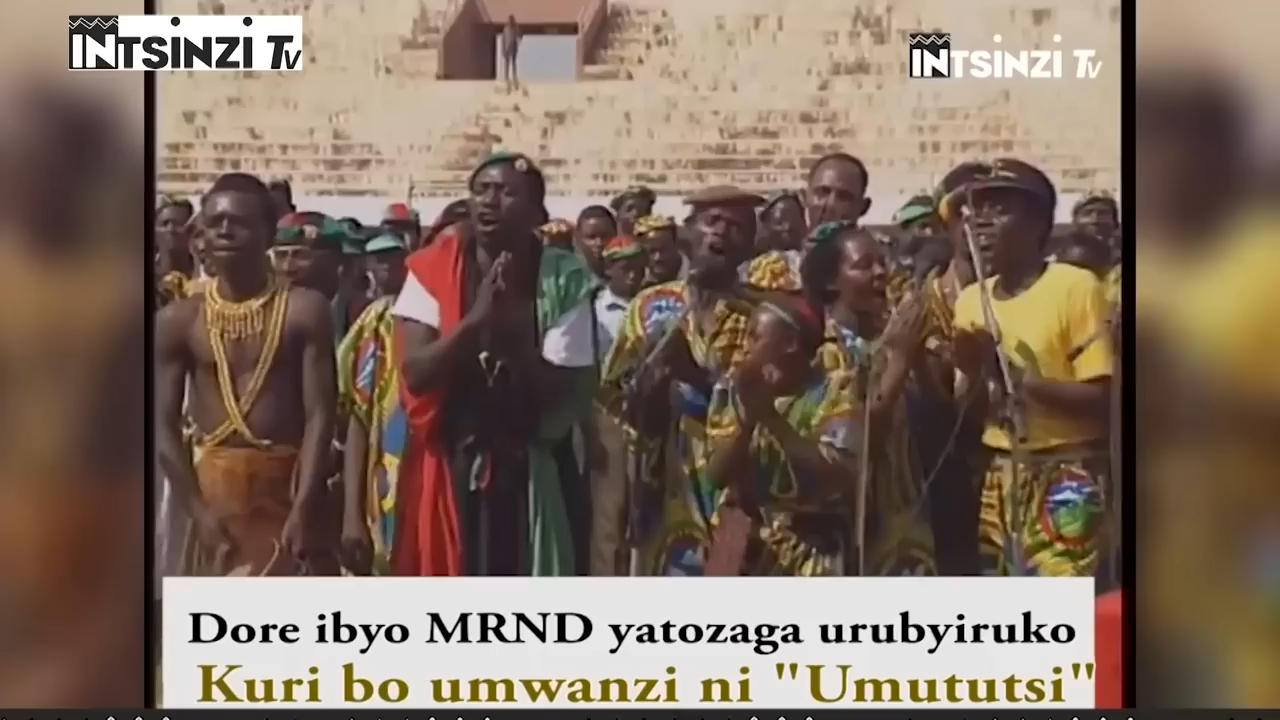 INTSINZI TV
INTSINZI TV
Dore ibyo MRND yatozaga urubyiruko
Kuri bo umwanzi ni "Umututsi"